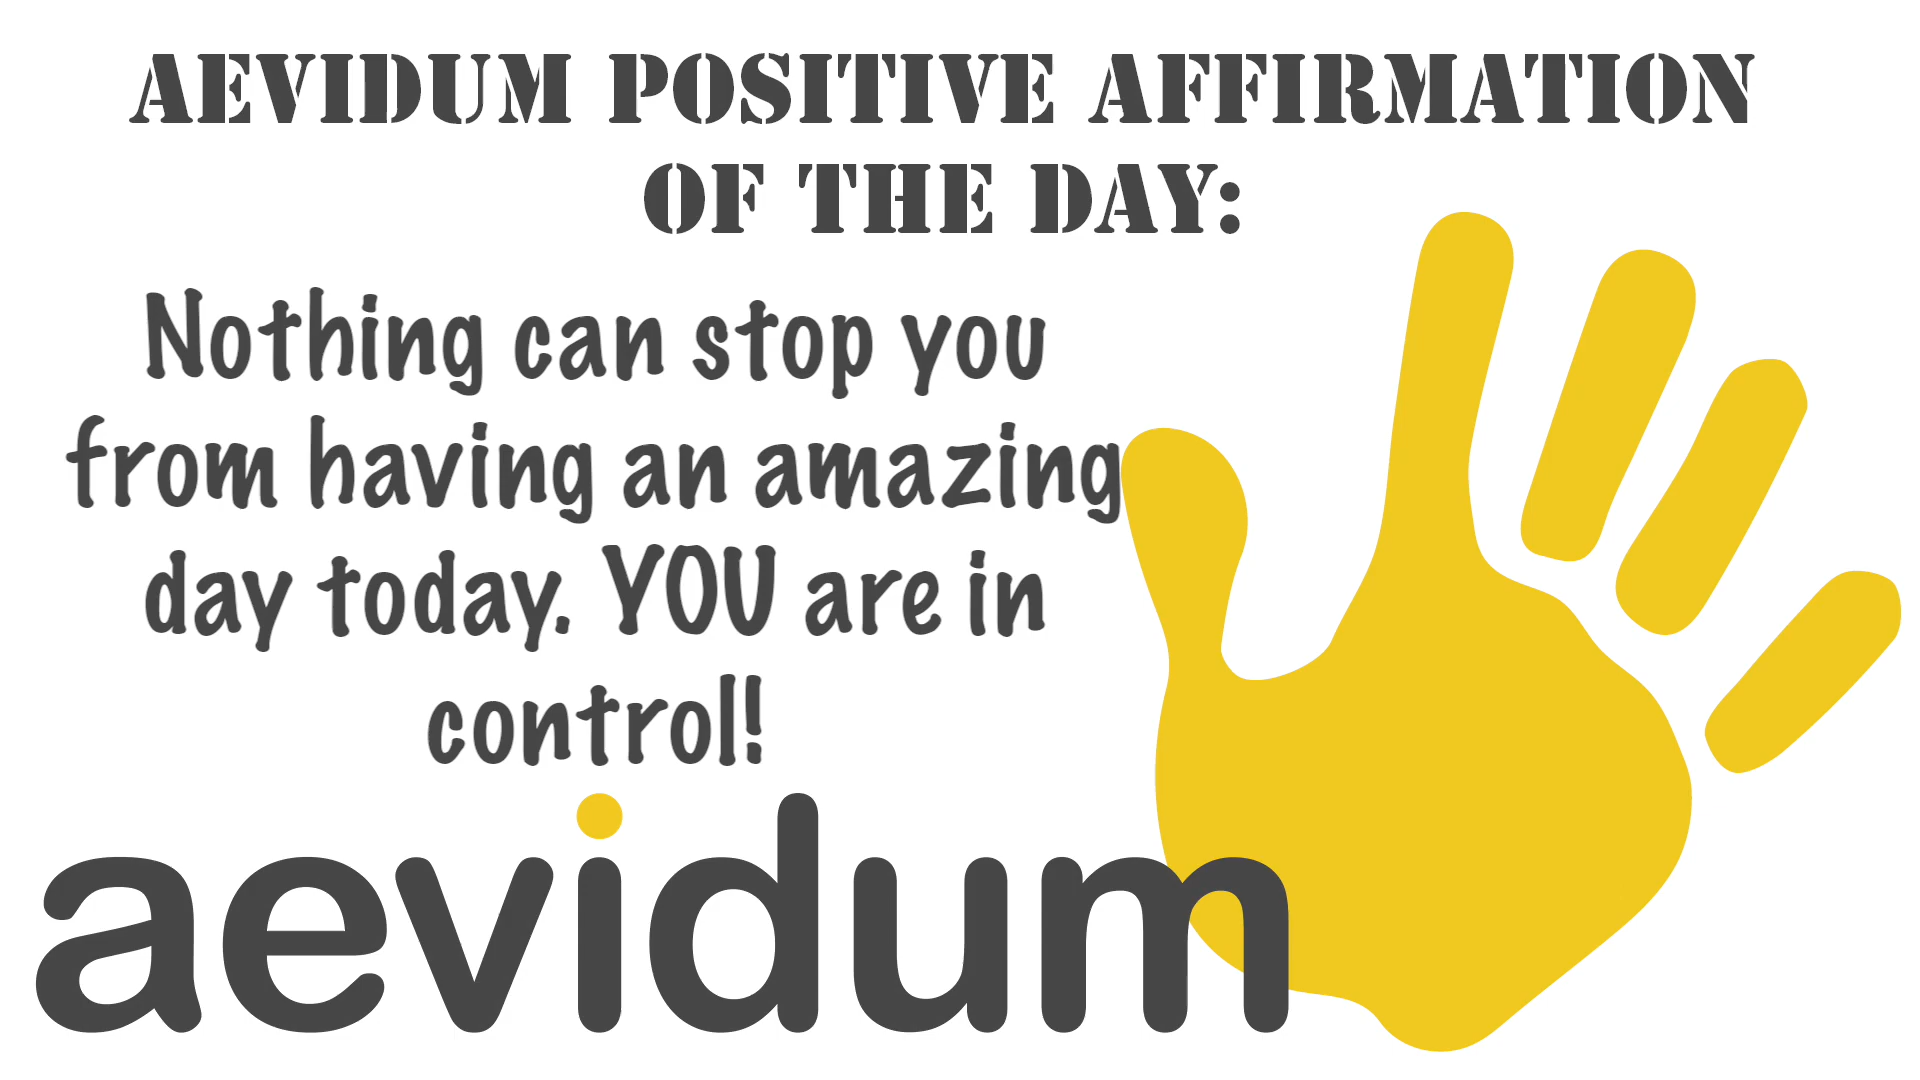 AEVIDUM POSITIVE AFFIRMATION
OF THE DAY:
Nothing can stop you
from having an amazing
day today. YOU are in
control!
aevidum